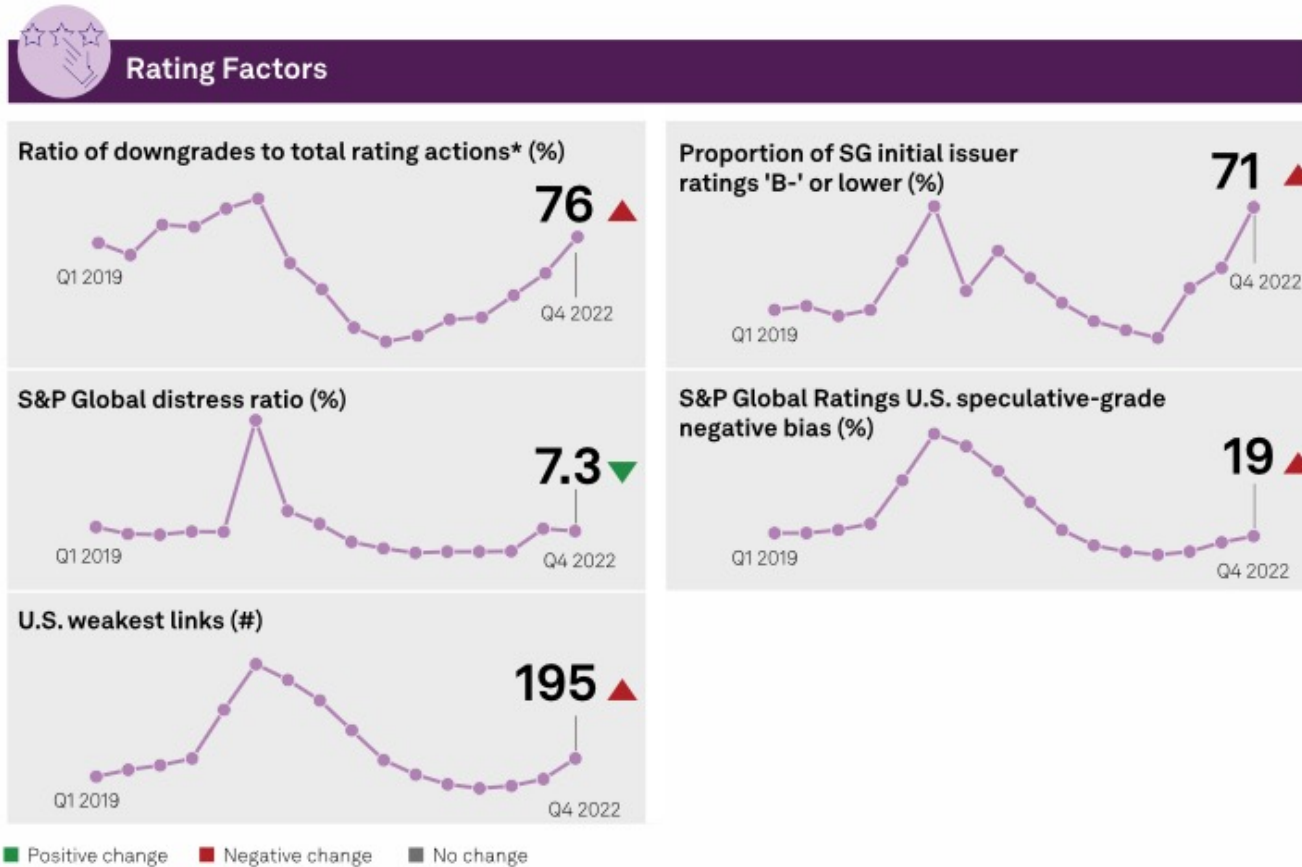 Rating Factors
Ratio of downgrades to total rating actions* (%)
76
Q1 2019
Q4 2022
Proportion of SG initial issuer
ratings 'B-' or lower (%)
71
Q1 2019
Q4 2022
S&P Global distress ratio (%)
7.3
Q1 2019
Q4 2022
S&P Global Ratings U.S. speculative-grade
negative bias (%)
19
Q1 2019
Q4 2022
U.S. weakest links (#)
195
Q1 2019
Q4 2022
Positive change
Negative change
No change